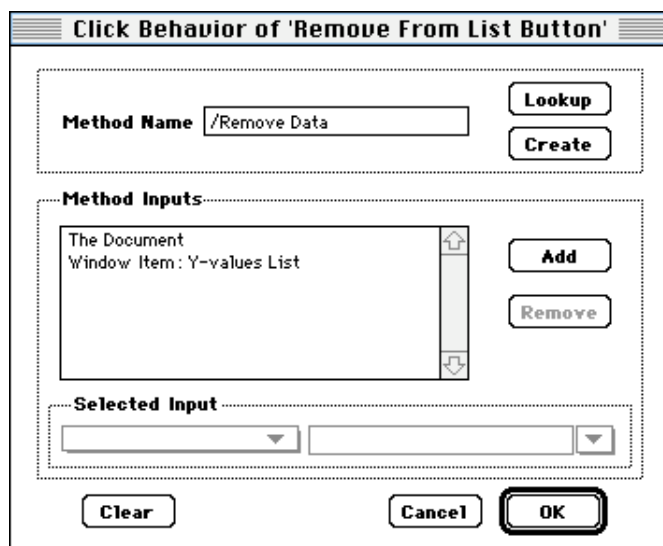 Click Behavior of 'Remove From List Button'
Lookup
Method Name /Remove Data
Create
Method Inputs
The Document
Window Item: Y-values List
Add
Remove
Selected Input
Clear Cancel OK